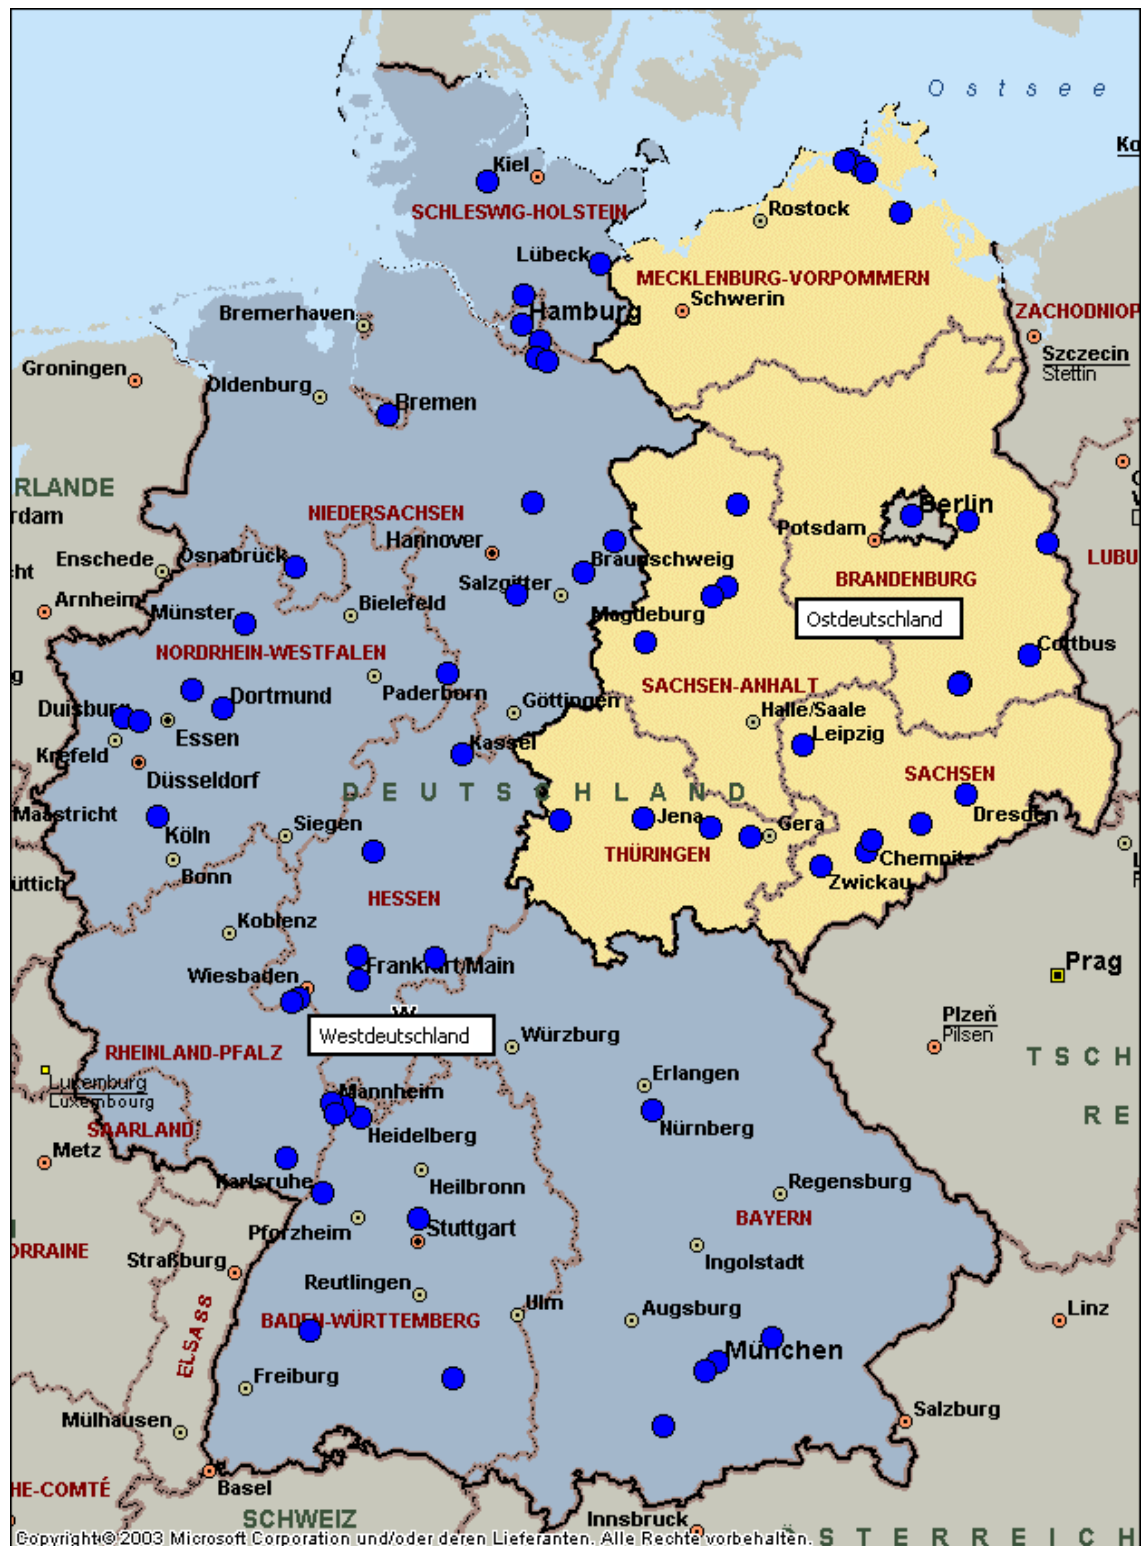 Ostsee
Ko
Kiel
SCHLESWIG-HOLSTEIN
Rostock
Lübeck
MECKLENBURG-VORPOMMERN
Schwerin
Bremerhaven
Hamburg
ZACHODNIOP
Groningen
Szczecin
Stettin
Oldenburg
Bremen
RLANDE
rdam
NIEDERSACHSEN
Berlin
Hannover
Potsdam
Enschede
Osnabrück
Braunschweig
LUBU
cht
Salzgitter
BRANDENBURG
Arnheim
Münster
Bielefeld
Magdeburg
Ostdeutschland
NORDRHEIN-WESTFALEN
Cottbus
g
Paderborn
SACHSEN-ANHALT
Duisburg
Dortmund
Göttingen
Halle/Saale
Essen
Leipzig
Krefeld
Kassel
Düsseldorf
SACHSEN
DEUTSCHLAND
Maastricht
Köln
Siegen
Jena
Gera
Dresden
THÜRINGEN
Bonn
Chemnitz
üttich
Zwickau
HESSEN
Koblenz
Wiesbaden
Frankfurt/Main
Prag
W
Westdeutschland
Würzburg
Plzeň
Pilsen
RHEINLAND-PFALZ
TSCH
Luxemburg
Luxembourg
Erlangen
Mannheim
SAARLAND
Heidelberg
Nürnberg
RE
Metz
Karlsruhe
Heilbronn
Regensburg
Pforzheim
Stuttgart
BAYERN
ORRAINE
Straßburg
Ingolstadt
Reutlingen
Ulm
Augsburg
Linz
BADEN-WÜRTTEMBERG
ELSASS
München
Freiburg
Salzburg
Mülhausen
Basel
HE-COMTÉ
SCHWEIZ
Innsbruck
ÖSTERREICH
Copyright © 2003 Microsoft Corporation und/oder deren Lieferanten. Alle Rechte vorbehalten.